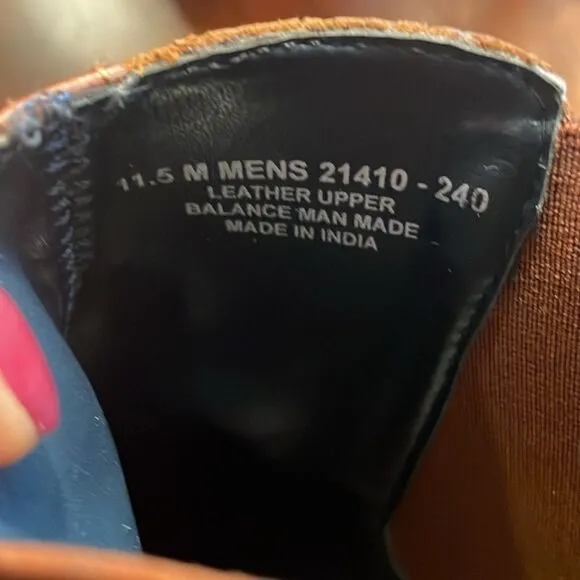 11.5 M MENS 21410 - 240
LEATHER UPPER
BALANCE MAN MADE
MADE IN INDIA